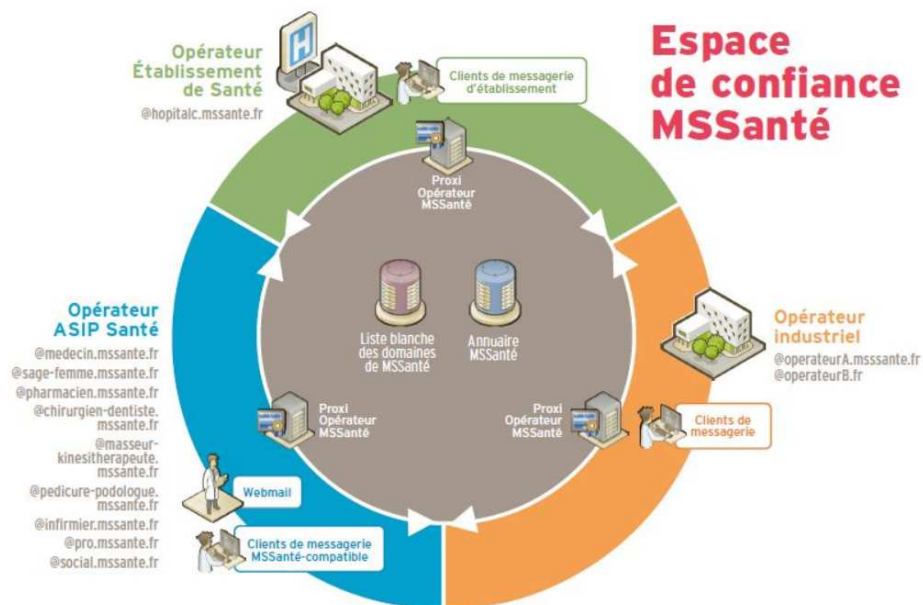 Espace
de confiance
MSSanté
Opérateur
Établissement
de Santé
@hopitalc.mssante.fr
H
Clients de messagerie
d'établissement
Proxi
Opérateur
MSSanté
Liste blanche
des domaines
de MSSanté
Annuaire
MSSanté
Opérateur
ASIP Santé
@medecin.mssante.fr
@sage-femme.mssante.fr
@pharmacien.mssante.fr
@chirurgien-dentiste.
mssante.fr
@masseur-
kinesitherapeute.
mssante.fr
@pedicure-podologue.
mssante.fr
@infirmier.mssante.fr
@pro.mssante.fr
@social.mssante.fr
Proxi
Opérateur
MSSanté
Webmail
Clients de messagerie
MSSanté-compatible
Opérateur
industriel
@operateurA.msssante.fr
@operateurB.fr
Proxi
Opérateur
MSSanté
Clients de
messagerie